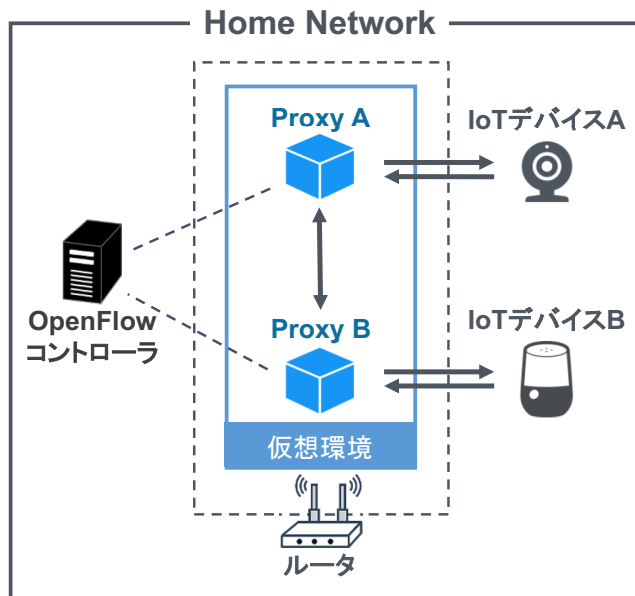 Home Network
Proxy A
IoTデバイスA
OpenFlow
コントローラ
Proxy B
IoTデバイスB
仮想環境
ルータ